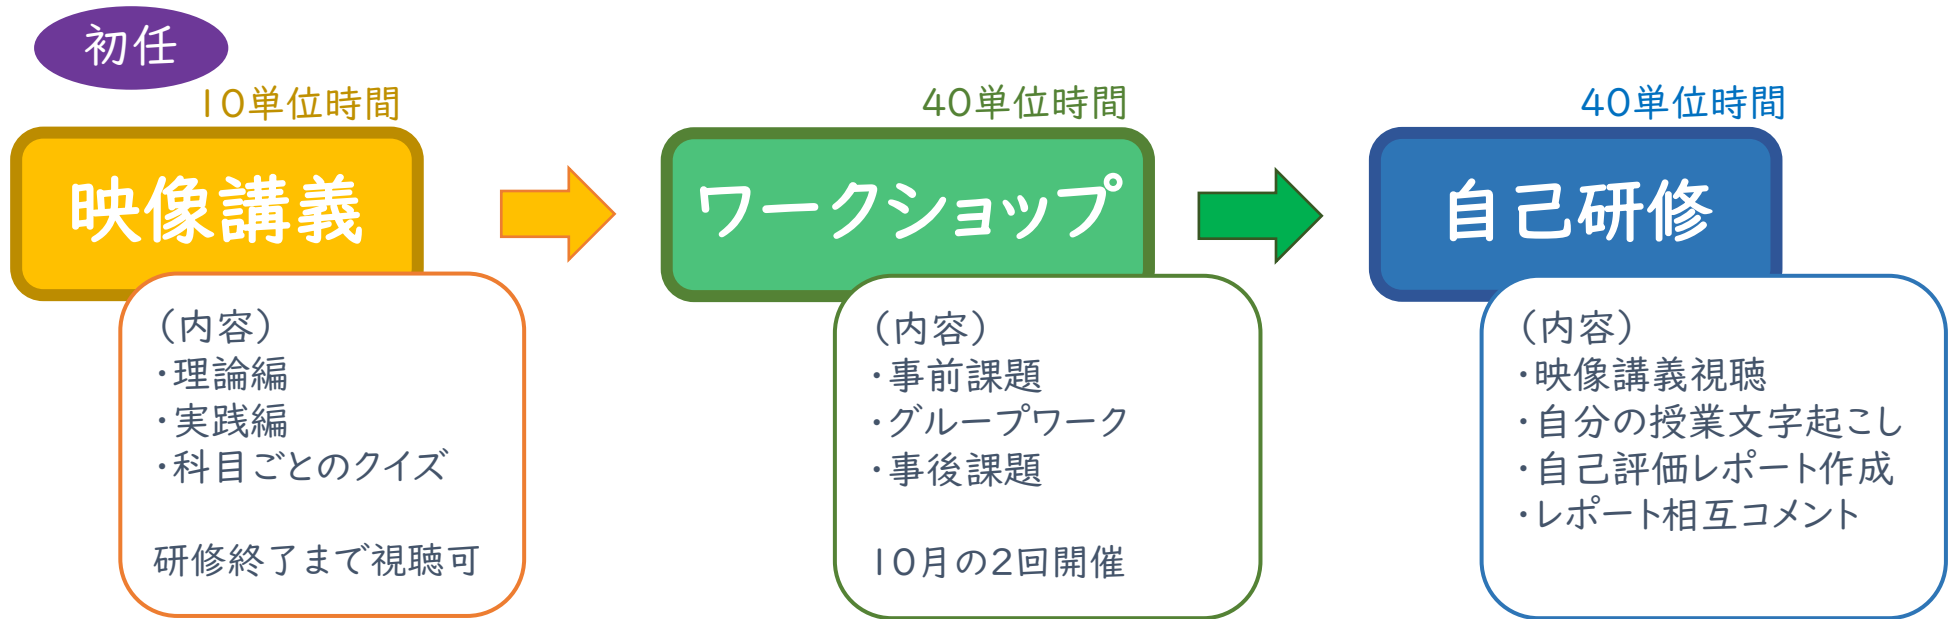 初任
10単位時間
映像講義
（内容）
・理論編
・実践編
・科目ごとのクイズ
研修終了まで視聴可
40単位時間
ワークショップ
（内容）
・事前課題
・グループワーク
・事後課題
10月の2回開催
40単位時間
自己研修
（内容）
・映像講義視聴
・自分の授業文字起こし
・自己評価レポート作成
・レポート相互コメント